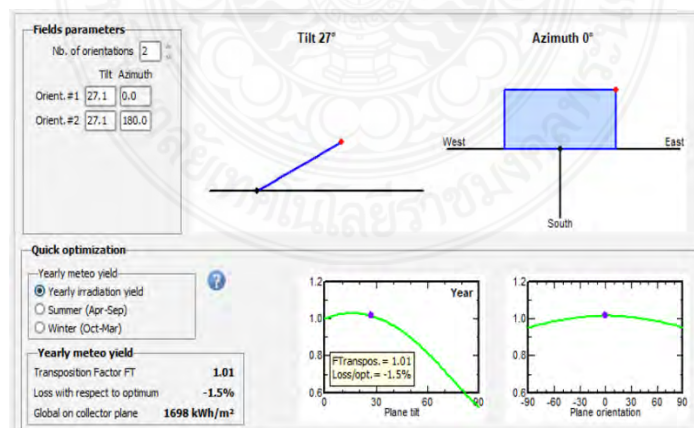 Fields parameters
Nb. of orientations 2
Tilt Azimuth
Orient.#1 27.1 0.0
Orient.#2 27.1 180.0
Tilt 27°
Azimuth 0°
West
East
South
Quick optimization
Yearly meteo yield
Yearly irradiation yield
Summer (Apr-Sep)
Winter (Oct-Mar)
?
Yearly meteo yield
Transposition Factor FT 1.01
Loss with respect to optimum -1.5%
Global on collector plane 1698 kWh/m²
Year
1.2
1.0
0.8
0.6
FTranspos.= 1.01
Loss/opt.= -1.5%
0 30 60 90
Plane tilt
1.2
1.0
0.8
0.6
-90 -60 -30 0 30 60 90
Plane orientation